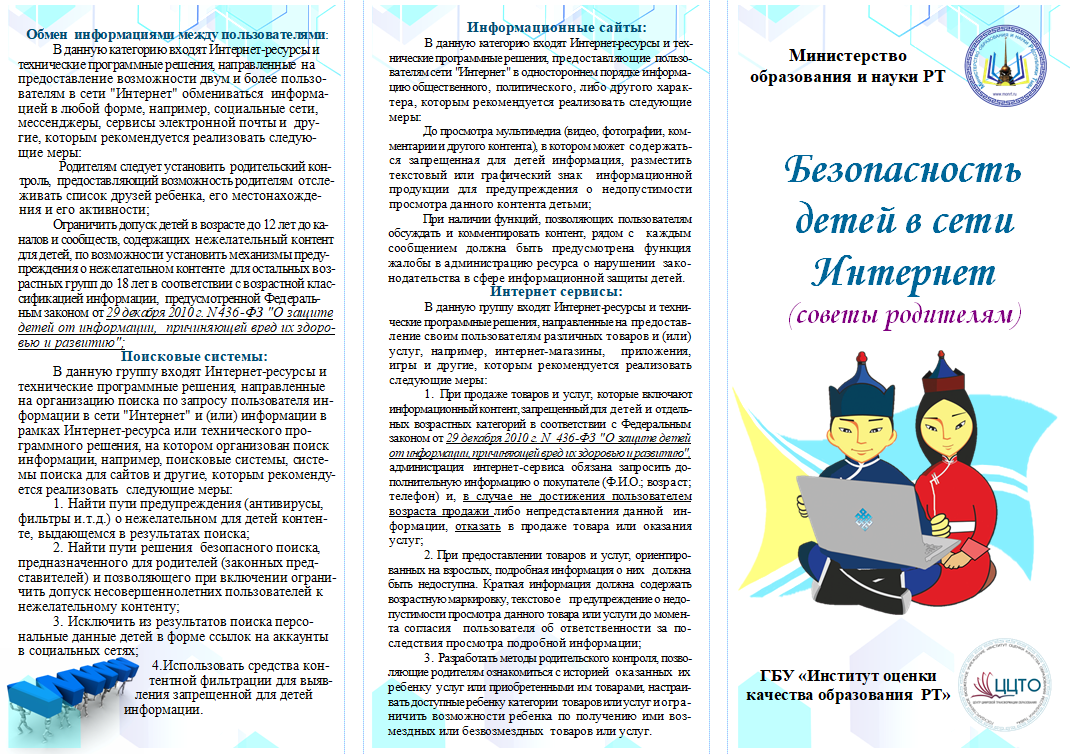 Обмен информациями между пользователями:
В данную категорию входят Интернет-ресурсы и
технические программные решения, направленные на
предоставление возможности двум и более пользо-
вателям в сети "Интернет" обмениваться информа-
цией в любой форме, например, социальные сети,
мессенджеры, сервисы электронной почты и дру-
гие, которым рекомендуется реализовать следую-
щие меры:
Родителям следует установить родительский кон-
троль, предоставляющий возможность родителям отсле-
живать список друзей ребенка, его местонахожде-
ния и его активности;
Ограничить допуск детей в возрасте до 12 лет до ка-
налов и сообществ, содержащих нежелательный контент
для детей, по возможности установить механизмы преду-
преждения о нежелательном контенте для остальных воз-
растных групп до 18 лет в соответствии с возрастной клас-
сификацией информации, предусмотренной Федераль-
ным законом от 29 декабря 2010 г. N 436-ФЗ "О защите
детей от информации, причиняющей вред их здоро-
вью и развитию";
Поисковые системы:
В данную группу входят Интернет-ресурсы и
технические программные решения, направленные
на организацию поиска по запросу пользователя ин-
формации в сети "Интернет" и (или) информации в
рамках Интернет-ресурса или технического про-
граммного решения, на котором организован поиск
информации, например, поисковые системы, систе-
мы поиска для сайтов и другие, которым рекоменду-
ется реализовать следующие меры:
1. Найти пути предупреждения (антивирусы,
фильтры и.т.д.) о нежелательном для детей контен-
те, выдающемся в результатах поиска;
2. Найти пути решения безопасного поиска,
предназначенного для родителей (законных пред-
ставителей) и позволяющего при включении ограни-
чить допуск несовершеннолетних пользователей к
нежелательному контенту;
3. Исключить из результатов поиска персо-
нальные данные детей в форме ссылок на аккаунты
в социальных сетях;
4.Использовать средства кон-
тентной фильтрации для выяв-
ления запрещенной для детей
информации.
Информационные сайты:
В данную категорию входят Интернет-ресурсы и тех-
нические программные решения, предоставляющие пользо-
вателям сети "Интернет" в одностороннем порядке информа-
цию общественного, политического, либо другого харак-
тера, которым рекомендуется реализовать следующие
меры:
До просмотра мультимедиа (видео, фотографии, ком-
ментарии и другого контента), в котором может содержать-
ся запрещенная для детей информация, разместить
текстовый или графический знак информационной
продукции для предупреждения о недопустимости
просмотра данного контента детьми;
При наличии функций, позволяющих пользователям
обсуждать и комментировать контент, рядом с каждым
сообщением должна быть предусмотрена функция
жалобы в администрацию ресурса о нарушении зако-
нодательства в сфере информационной защиты детей.
Интернет сервисы:
В данную группу входят Интернет-ресурсы и техни-
ческие программные решения, направленные на предостав-
ление своим пользователям различных товаров и (или)
услуг, например, интернет-магазины, приложения,
игры и другие, которым рекомендуется реализовать
следующие меры:
1. При продаже товаров и услуг, которые включают
информационный контент, запрещенный для детей и отдель-
ных возрастных категорий в соответствии с Федеральным
законом от 29 декабря 2010 г. N 436-ФЗ "О защите детей
от информации, причиняющей вред их здоровью и развитию",
администрация интернет-сервиса обязана запросить до-
полнительную информацию о покупателе (Ф.И.О.; возраст;
телефон) и, в случае не достижения пользователем
возраста продажи либо непредставления данной ин-
формации, отказать в продаже товара или оказания
услуг;
2. При предоставлении товаров и услуг, ориентиро-
ванных на взрослых, подробная информация о них должна
быть недоступна. Краткая информация должна содержать
возрастную маркировку, текстовое предупреждение о недо-
пустимости просмотра данного товара или услуги до момен-
та согласия пользователя об ответственности за по-
следствия просмотра подробной информации;
3. Разработать методы родительского контроля, позво-
ляющие родителям ознакомиться с историей оказанных их
ребенку услуг или приобретенными им товарами, настраи-
вать доступные ребенку категории товаров или услуг и огра-
ничить возможности ребенка по получению ими воз-
мездных или безвозмездных товаров или услуг.
Министерство
образования и науки РТ
Безопасность
детей в сети
Интернет
(советы родителям)
ГБУ «Институт оценки
качества образования РТ»
ЦЦТО